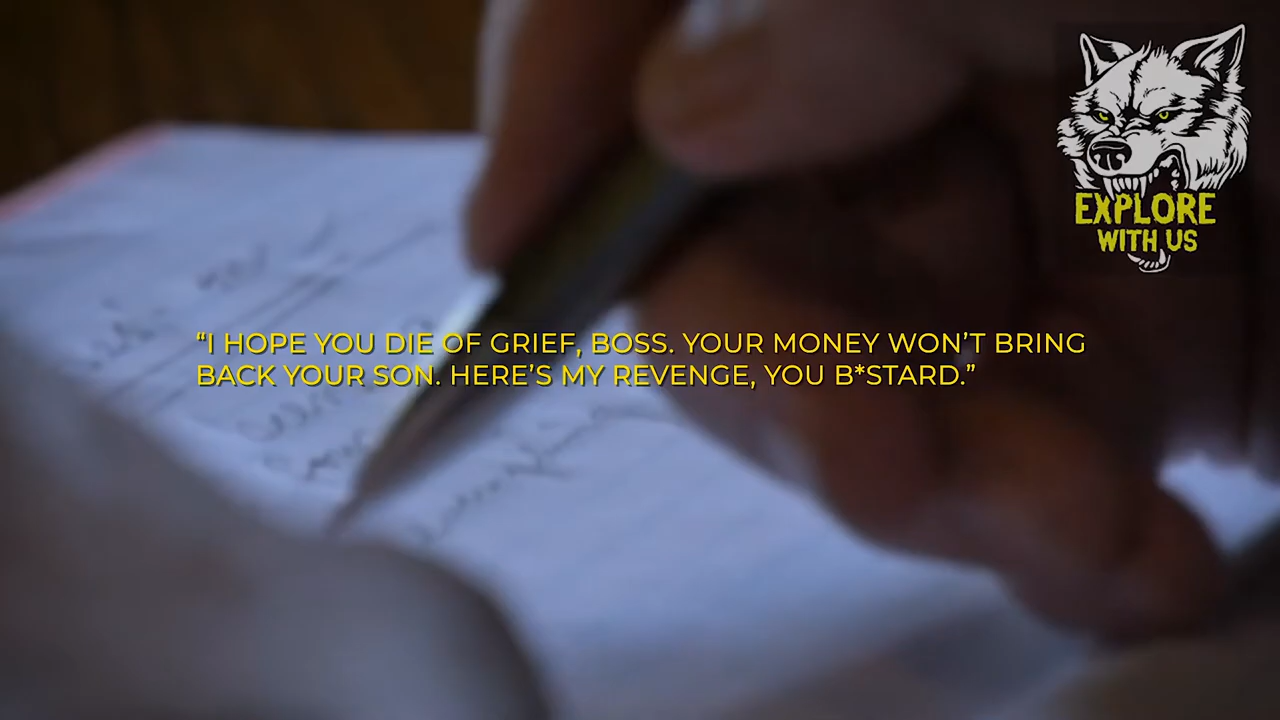 EXPLORE
WITH US
“I HOPE YOU DIE OF GRIEF, BOSS. YOUR MONEY WON’T BRING
BACK YOUR SON. HERE’S MY REVENGE, YOU B*STARD.”